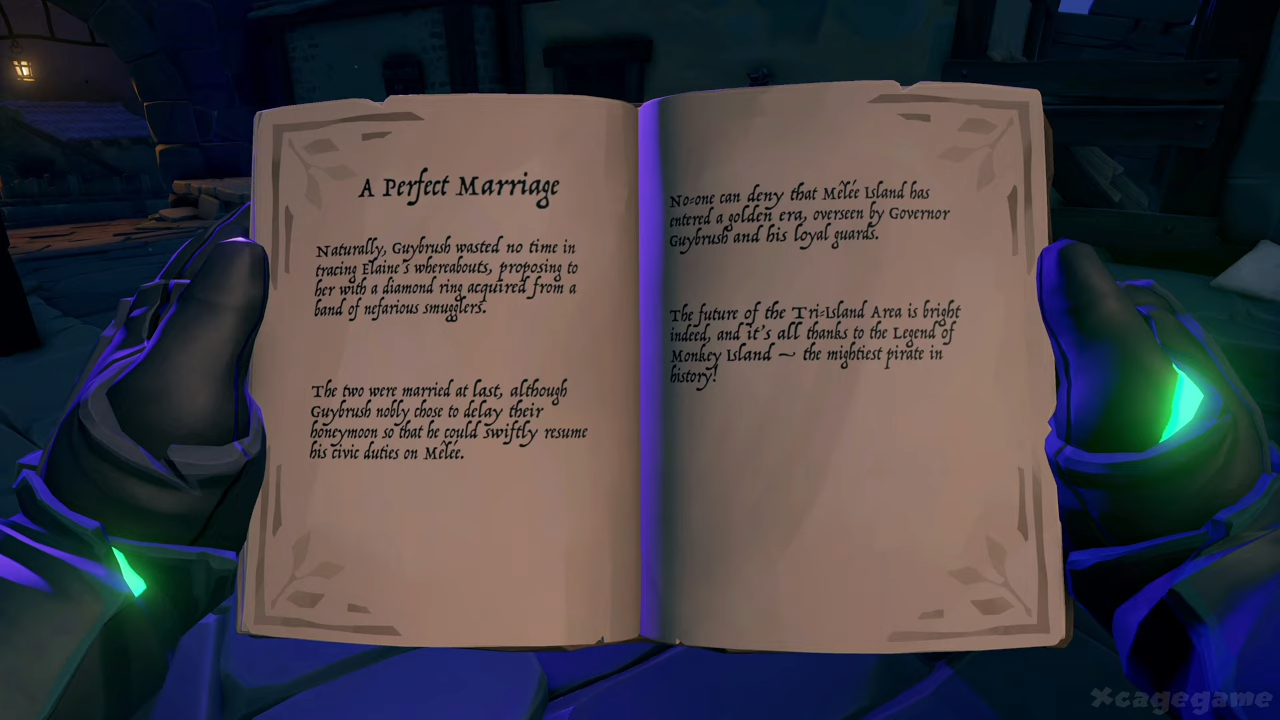 A Perfect Marriage
Naturally, Guybrush wasted no time in
tracing Elaine's whereabouts, proposing to
her with a diamond ring acquired from a
band of nefarious smugglers.
The two were married at last, although
Guybrush nobly chose to delay their
honeymoon so that he could swiftly resume
his civic duties on Mêlée.
No-one can deny that Mêlée Island has
entered a golden era, overseen by Governor
Guybrush and his loyal guards.
The future of the Tri-Island Area is bright
indeed, and it's all thanks to the Legend of
Monkey Island — the mightiest pirate in
history!
Xcagegame